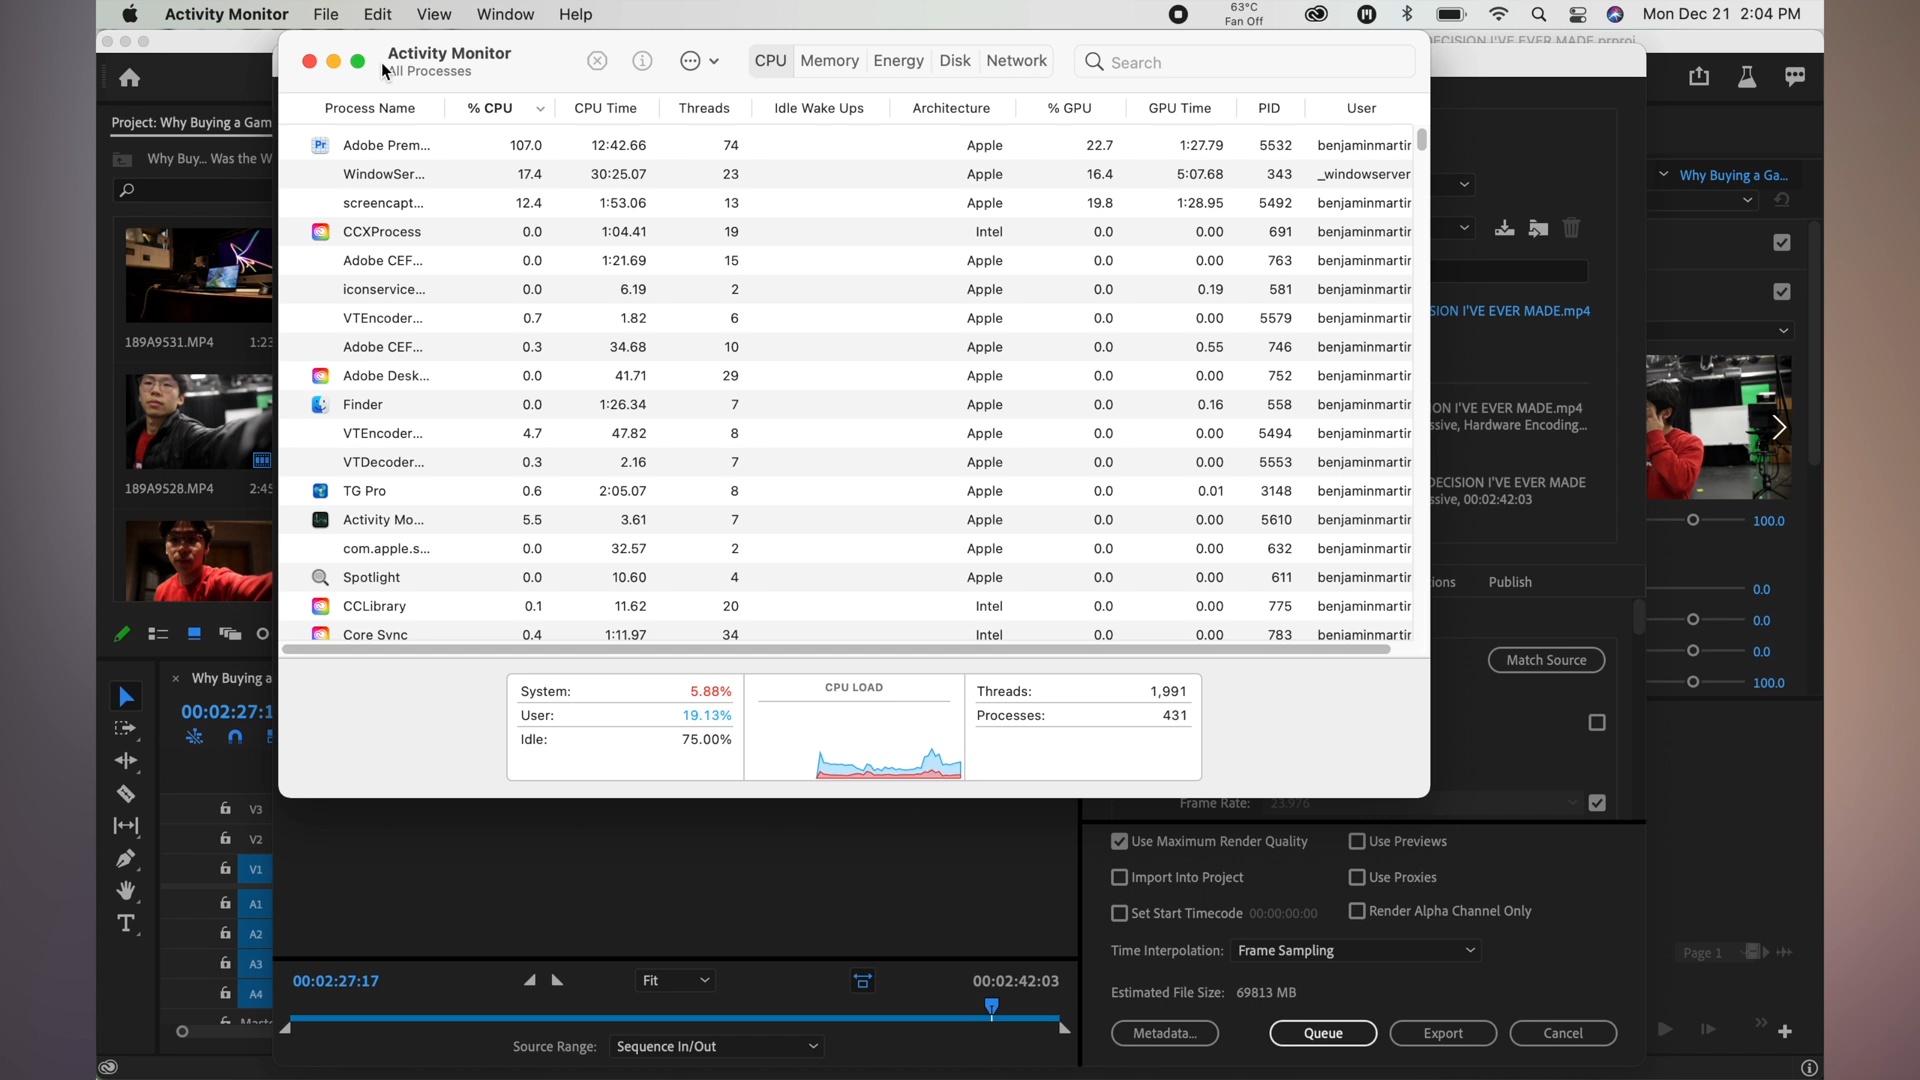 Activity Monitor File Edit View Window Help
63°C
Fan Off
Mon Dec 21 2:04 PM
Activity Monitor
All Processes
CPU Memory Energy Disk Network
Search
Process Name % CPU CPU Time Threads Idle Wake Ups Architecture % GPU GPU Time PID User
Pr Adobe Prem... 107.0 12:42.66 74 Apple 22.7 1:27.79 5532 benjaminmartir
WindowSer... 17.4 30:25.07 23 Apple 16.4 5:07.68 343 _windowserver
screencapt... 12.4 1:53.06 13 Apple 19.8 1:28.95 5492 benjaminmartir
CCXProcess 0.0 1:04.41 19 Intel 0.0 0.00 691 benjaminmartir
Adobe CEF... 0.0 1:21.69 15 Apple 0.0 0.00 763 benjaminmartir
iconservice... 0.0 6.19 2 Apple 0.0 0.19 581 benjaminmartir
VTEncoder... 0.7 1.82 6 Apple 0.0 0.00 5579 benjaminmartir
Adobe CEF... 0.3 34.68 10 Apple 0.0 0.55 746 benjaminmartir
Adobe Desk... 0.0 41.71 29 Apple 0.0 0.00 752 benjaminmartir
Finder 0.0 1:26.34 7 Apple 0.0 0.16 558 benjaminmartir
VTEncoder... 4.7 47.82 8 Apple 0.0 0.00 5494 benjaminmartir
VTDecoder... 0.3 2.16 7 Apple 0.0 0.00 5553 benjaminmartir
TG Pro 0.6 2:05.07 8 Apple 0.0 0.01 3148 benjaminmartir
Activity Mo... 5.5 3.61 7 Apple 0.0 0.00 5610 benjaminmartir
com.apple.s... 0.0 32.57 2 Apple 0.0 0.00 632 benjaminmartir
Spotlight 0.0 10.60 4 Apple 0.0 0.00 611 benjaminmartir
CCLibrary 0.1 11.62 20 Intel 0.0 0.00 775 benjaminmartir
Core Sync 0.4 1:11.97 34 Intel 0.0 0.00 783 benjaminmartir
System: 5.88%
User: 19.13%
Idle: 75.00%
CPU LOAD
Threads: 1,991
Processes: 431
Project: Why Buying a Gam
Why Buy... Was the W
189A9531.MP4 1:23
189A9528.MP4 2:45
Why Buying a
00:02:27:1
V3
V2
V1
A1
A2
A3
A4
DECISION I'VE EVER MADE.prproj
Why Buying a Ga...
SION I'VE EVER MADE.mp4
ON I'VE EVER MADE.mp4
ssive, Hardware Encoding...
DECISION I'VE EVER MADE
ssive, 00:02:42:03
ions Publish
Match Source
100.0
0.0
0.0
0.0
100.0
Frame Rate: 23.976
Use Maximum Render Quality Use Previews
Import Into Project Use Proxies
Set Start Timecode 00:00:00:00 Render Alpha Channel Only
Time Interpolation: Frame Sampling
Estimated File Size: 69813 MB
Metadata... Queue Export Cancel
00:02:27:17 Fit 00:02:42:03
Source Range: Sequence In/Out
Page 1